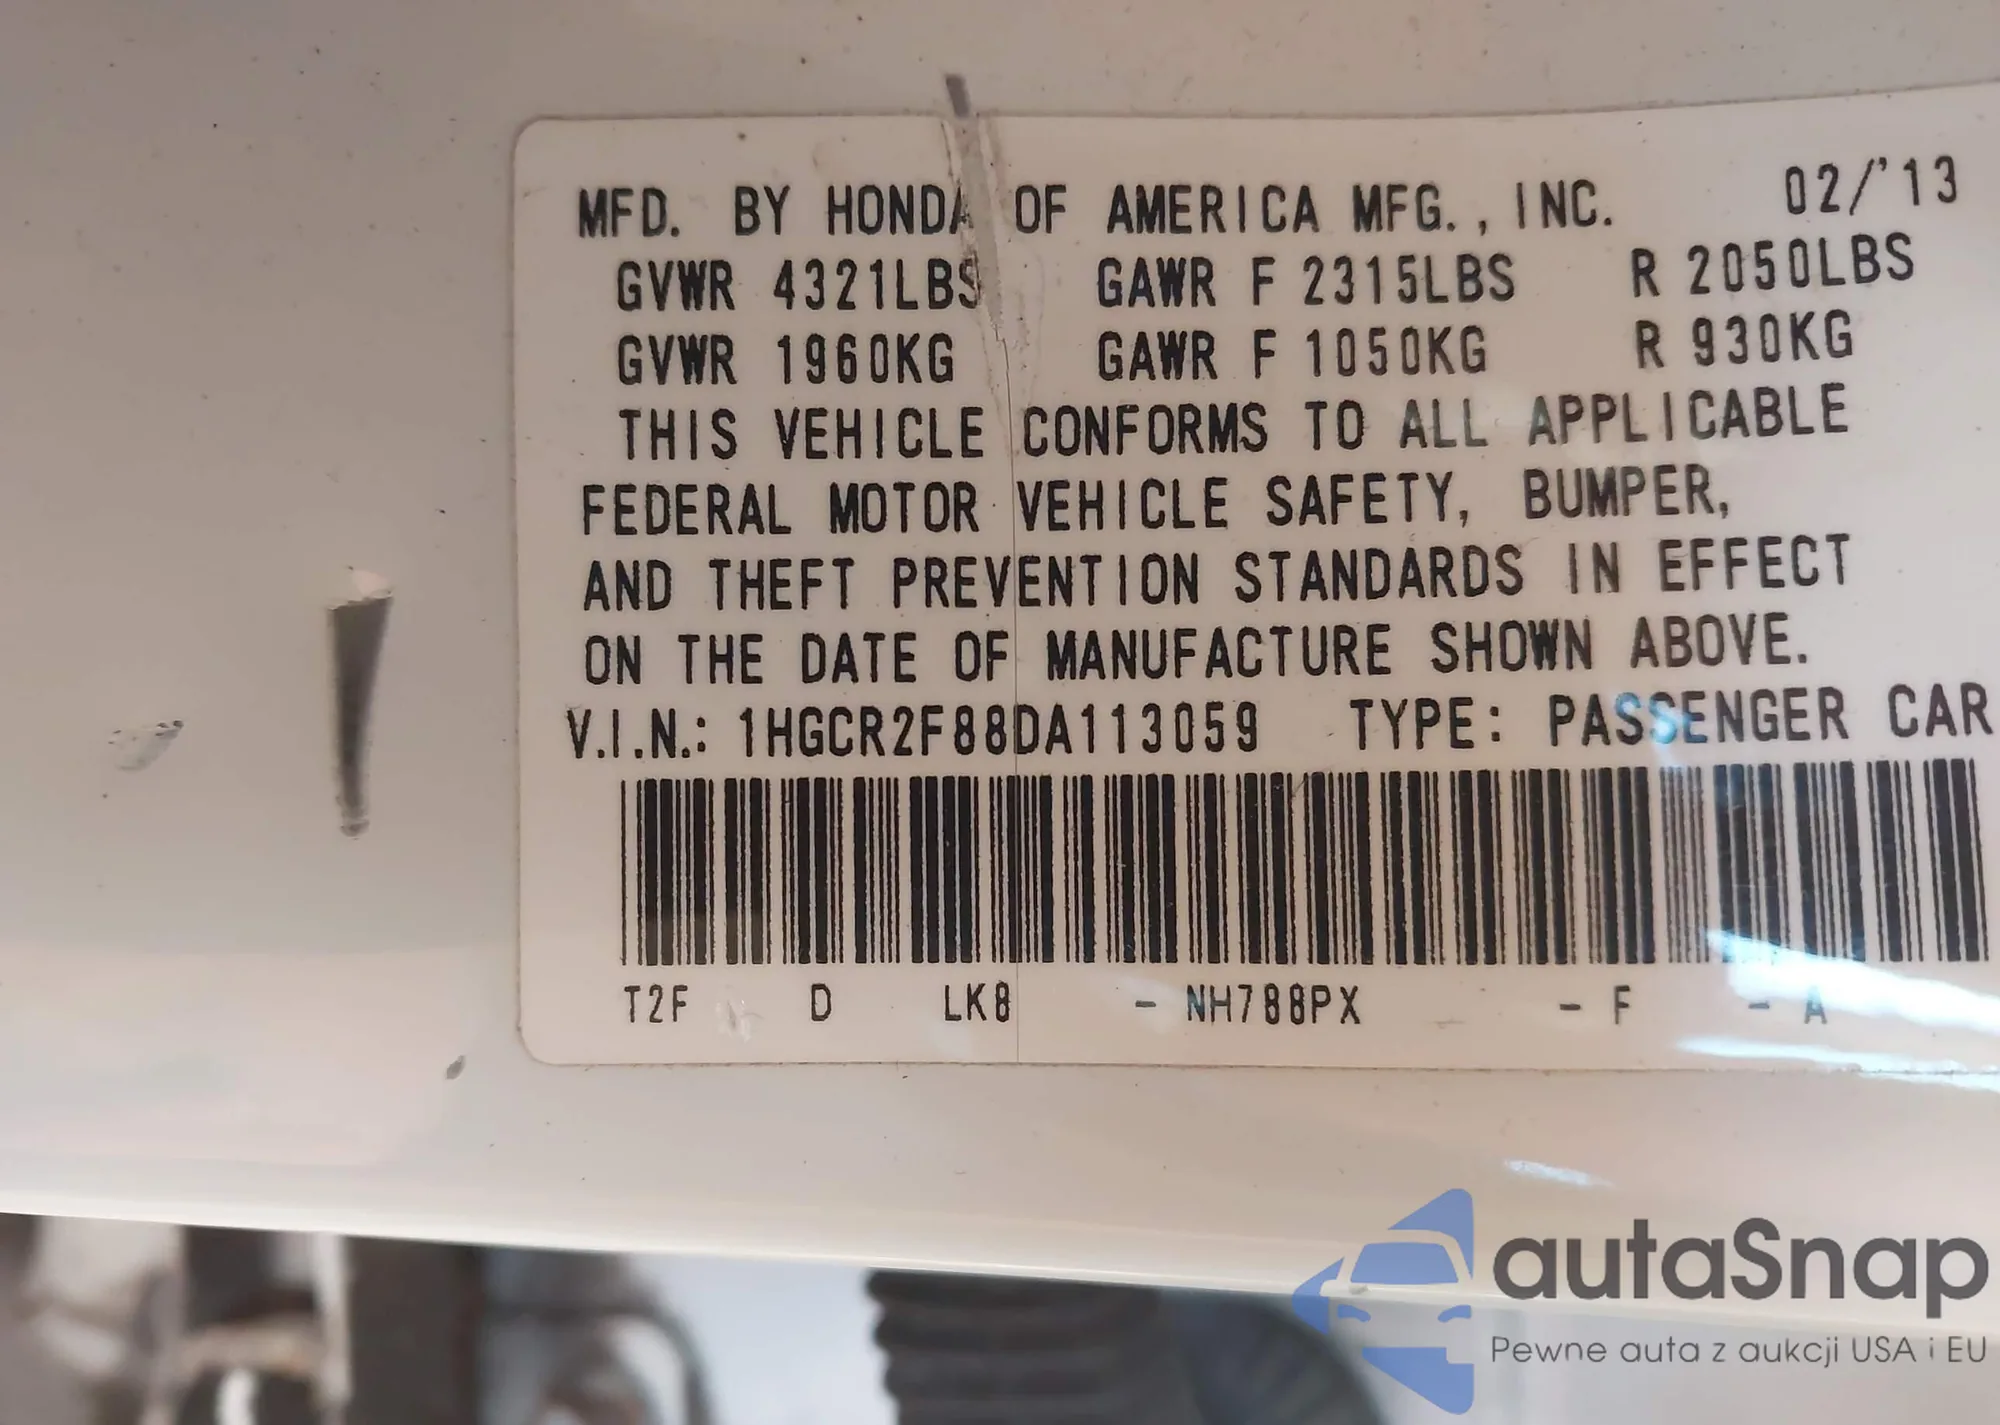 MFD. BY HONDA OF AMERICA MFG., INC. 02/'13
GVWR 4321LBS GAWR F 2315LBS R 2050LBS
GVWR 1960KG GAWR F 1050KG R 930KG
THIS VEHICLE CONFORMS TO ALL APPLICABLE
FEDERAL MOTOR VEHICLE SAFETY, BUMPER,
AND THEFT PREVENTION STANDARDS IN EFFECT
ON THE DATE OF MANUFACTURE SHOWN ABOVE.
V.I.N.: 1HGCR2F88DA113059 TYPE: PASSENGER CAR
T2F D LK8 - NH788PX - F - A
autaSnap
Pewne auta z aukcji USA i EU